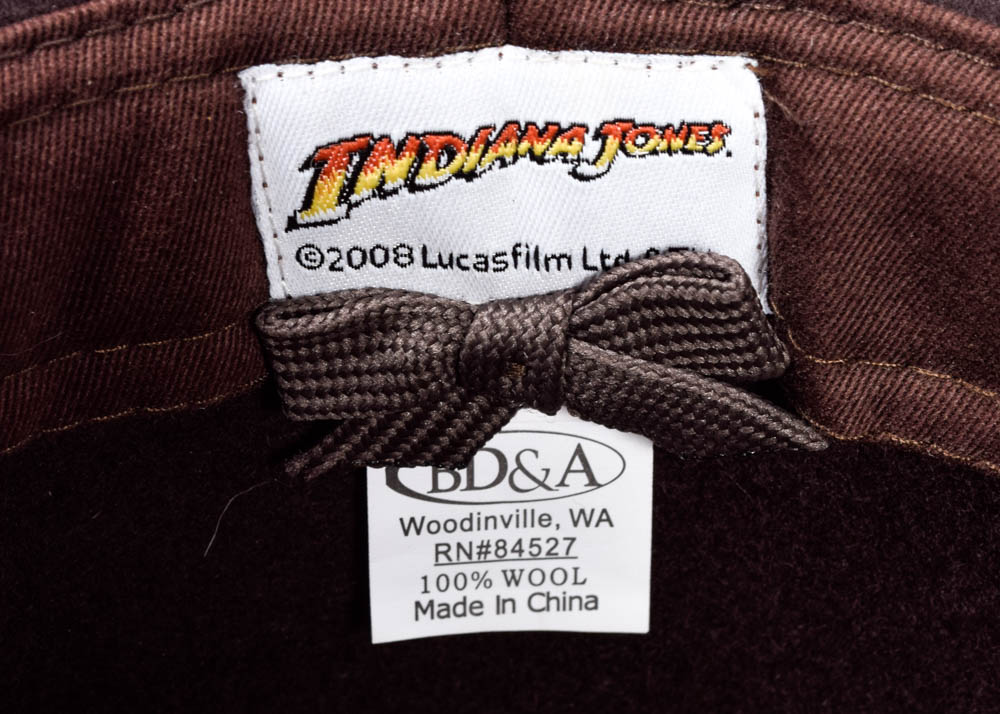 INDIANA JONES.
©2008 Lucasfilm Ltd
BD&A
Woodinville, WA
RN#84527
100% WOOL
Made In China